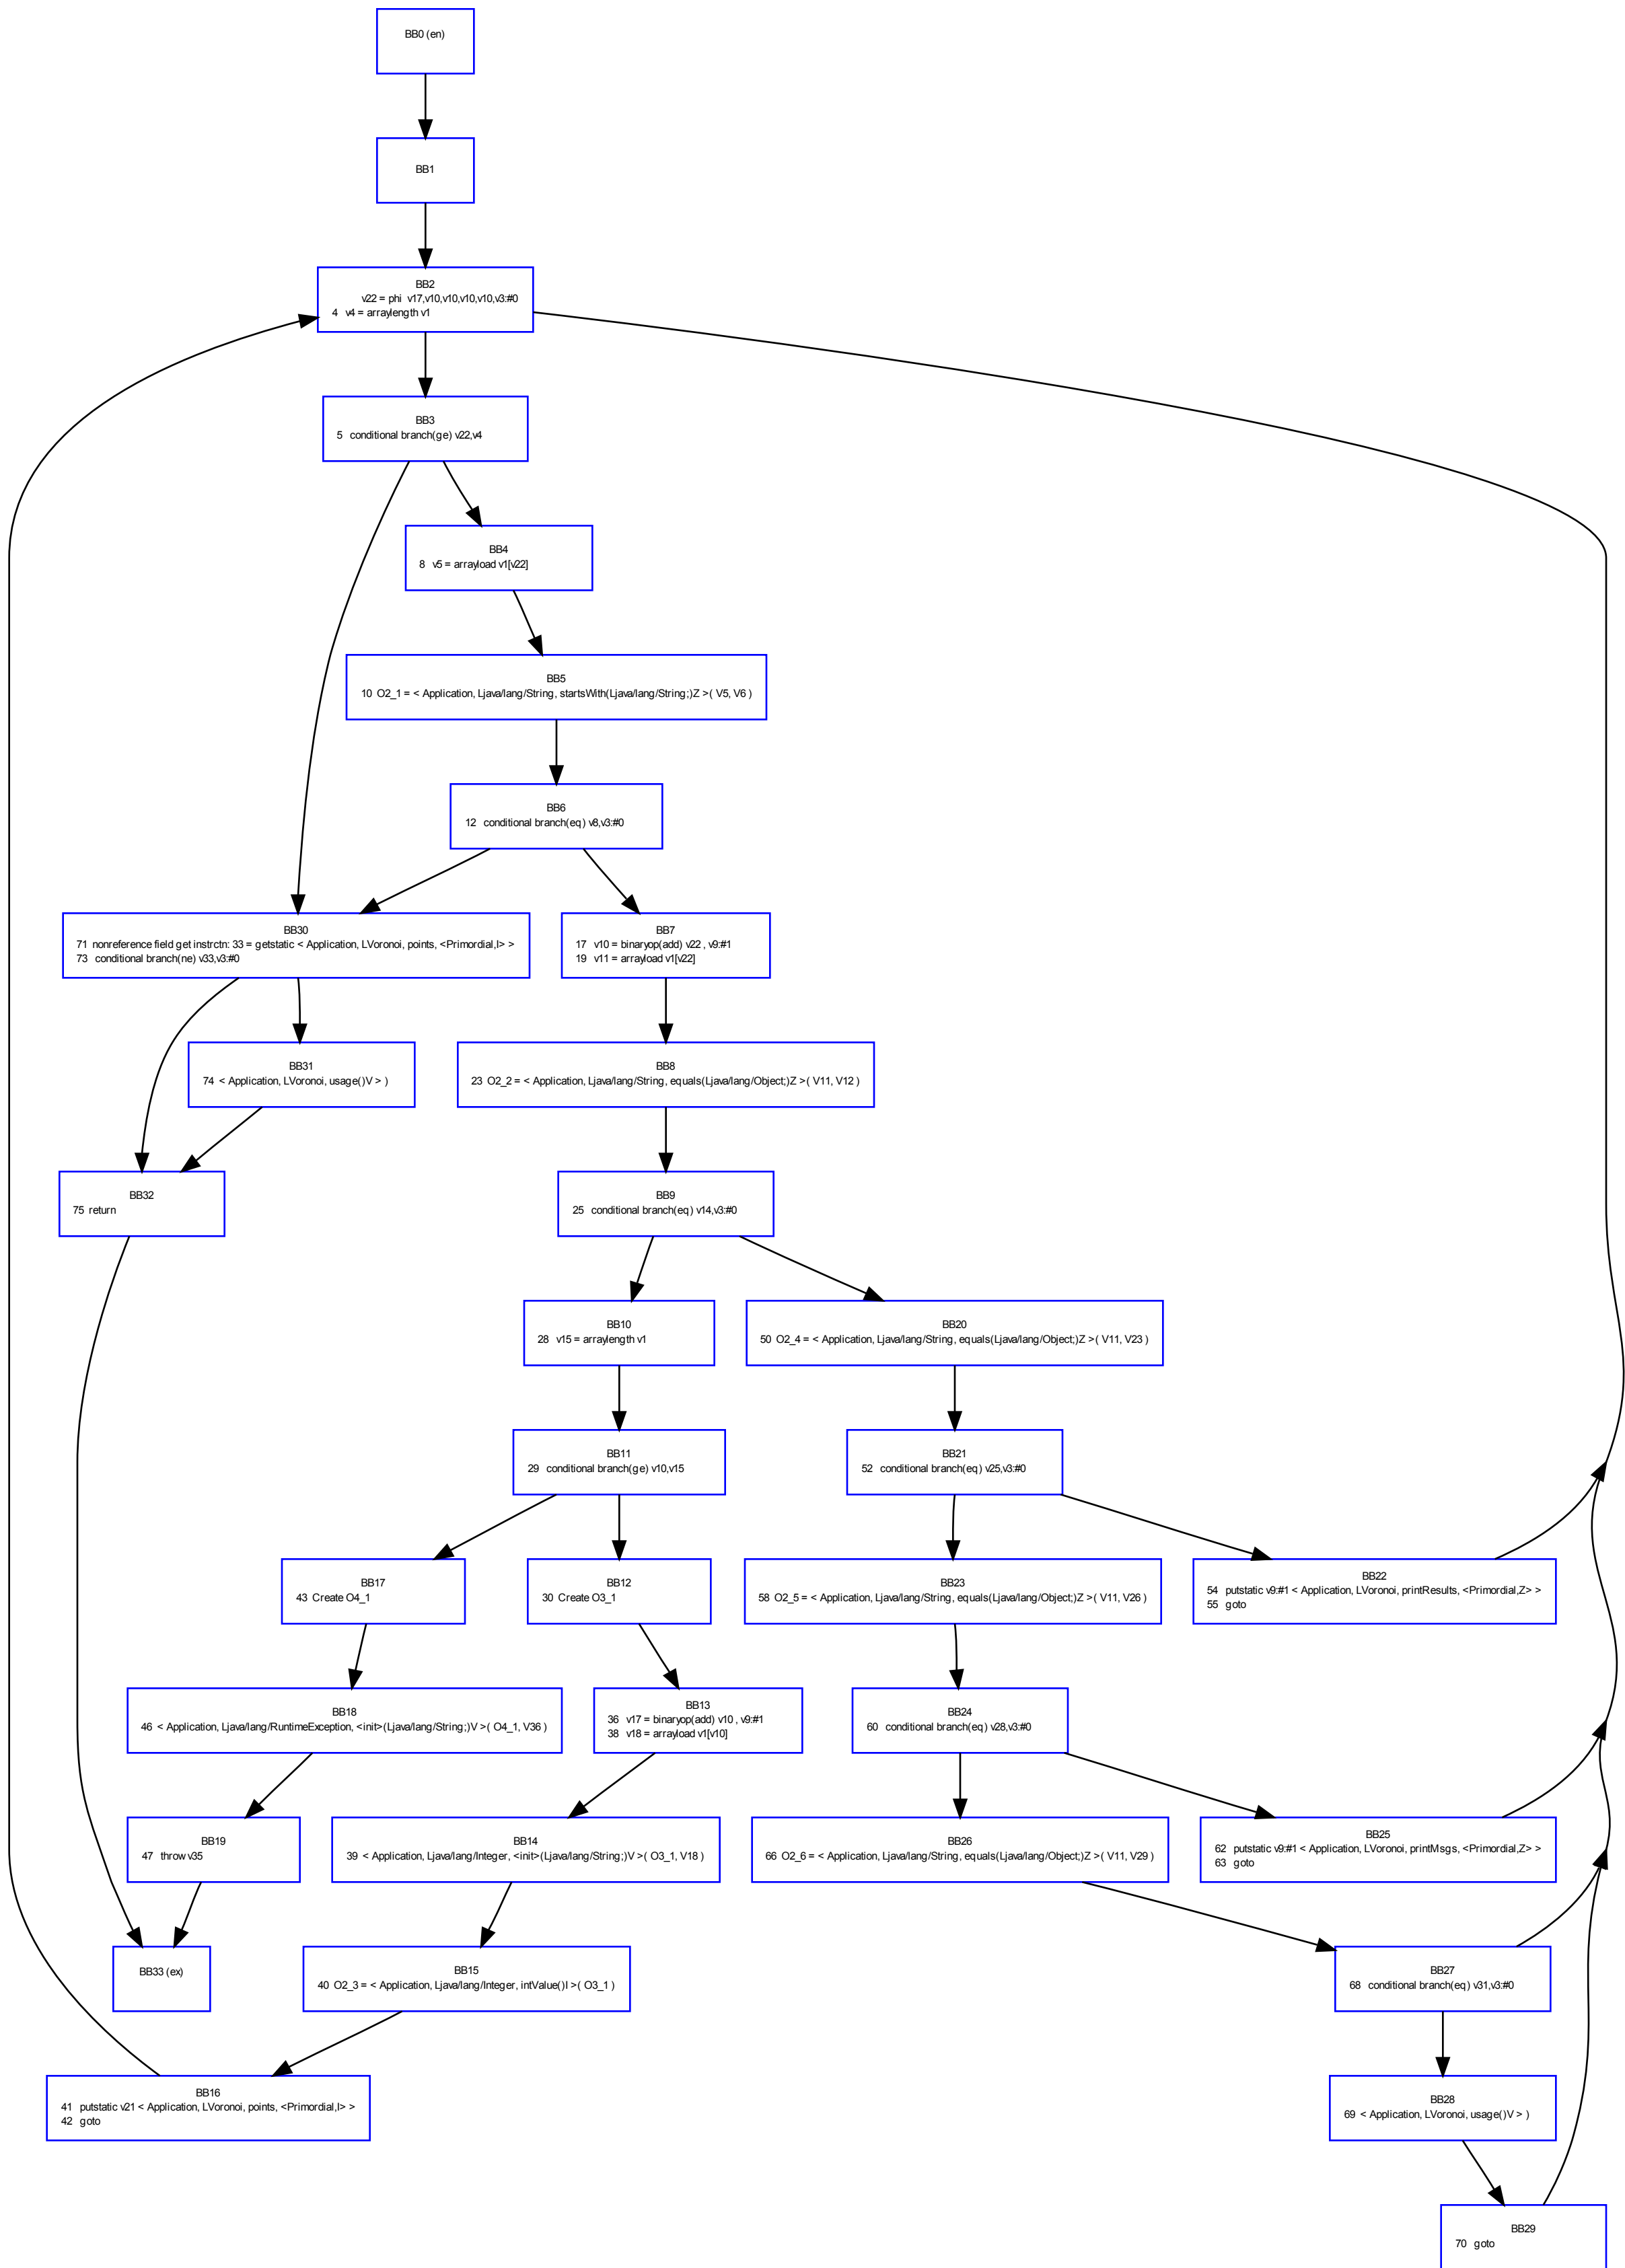 BB0 (en)
BB1
BB2
v22 = phi  v17,v10,v10,v10,v10,v3:#0
4   v4 = arraylength v1
BB3
5   conditional branch(ge) v22,v4
BB4
8   v5 = arrayload v1[v22]
BB5
10  O2_1 = < Application, Ljava/lang/String, startsWith(Ljava/lang/String;)Z >( V5, V6 )
BB6
12   conditional branch(eq) v8,v3:#0
BB30
71  nonreference field get instrctn: 33 = getstatic < Application, LVoronoi, points, <Primordial,I> >
73   conditional branch(ne) v33,v3:#0
BB7
17   v10 = binaryop(add) v22 , v9:#1
19   v11 = arrayload v1[v22]
BB31
74  < Application, LVoronoi, usage()V > )
BB8
23  O2_2 = < Application, Ljava/lang/String, equals(Ljava/lang/Object;)Z >( V11, V12 )
BB32
75  return
BB9
25   conditional branch(eq) v14,v3:#0
BB10
28   v15 = arraylength v1
BB20
50  O2_4 = < Application, Ljava/lang/String, equals(Ljava/lang/Object;)Z >( V11, V23 )
BB11
29   conditional branch(ge) v10,v15
BB21
52   conditional branch(eq) v25,v3:#0
BB17
43  Create O4_1
BB12
30  Create O3_1
BB23
58  O2_5 = < Application, Ljava/lang/String, equals(Ljava/lang/Object;)Z >( V11, V26 )
BB22
54   putstatic v9:#1 < Application, LVoronoi, printResults, <Primordial,Z> >
55   goto
BB18
46  < Application, Ljava/lang/RuntimeException, <init>(Ljava/lang/String;)V >( O4_1, V36 )
BB13
36   v17 = binaryop(add) v10 , v9:#1
38   v18 = arrayload v1[v10]
BB24
60   conditional branch(eq) v28,v3:#0
BB19
47   throw v35
BB14
39  < Application, Ljava/lang/Integer, <init>(Ljava/lang/String;)V >( O3_1, V18 )
BB26
66  O2_6 = < Application, Ljava/lang/String, equals(Ljava/lang/Object;)Z >( V11, V29 )
BB25
62   putstatic v9:#1 < Application, LVoronoi, printMsgs, <Primordial,Z> >
63   goto
BB33 (ex)
BB15
40  O2_3 = < Application, Ljava/lang/Integer, intValue()I >( O3_1 )
BB27
68   conditional branch(eq) v31,v3:#0
BB16
41   putstatic v21 < Application, LVoronoi, points, <Primordial,I> >
42   goto
BB28
69  < Application, LVoronoi, usage()V > )
BB29
70   goto